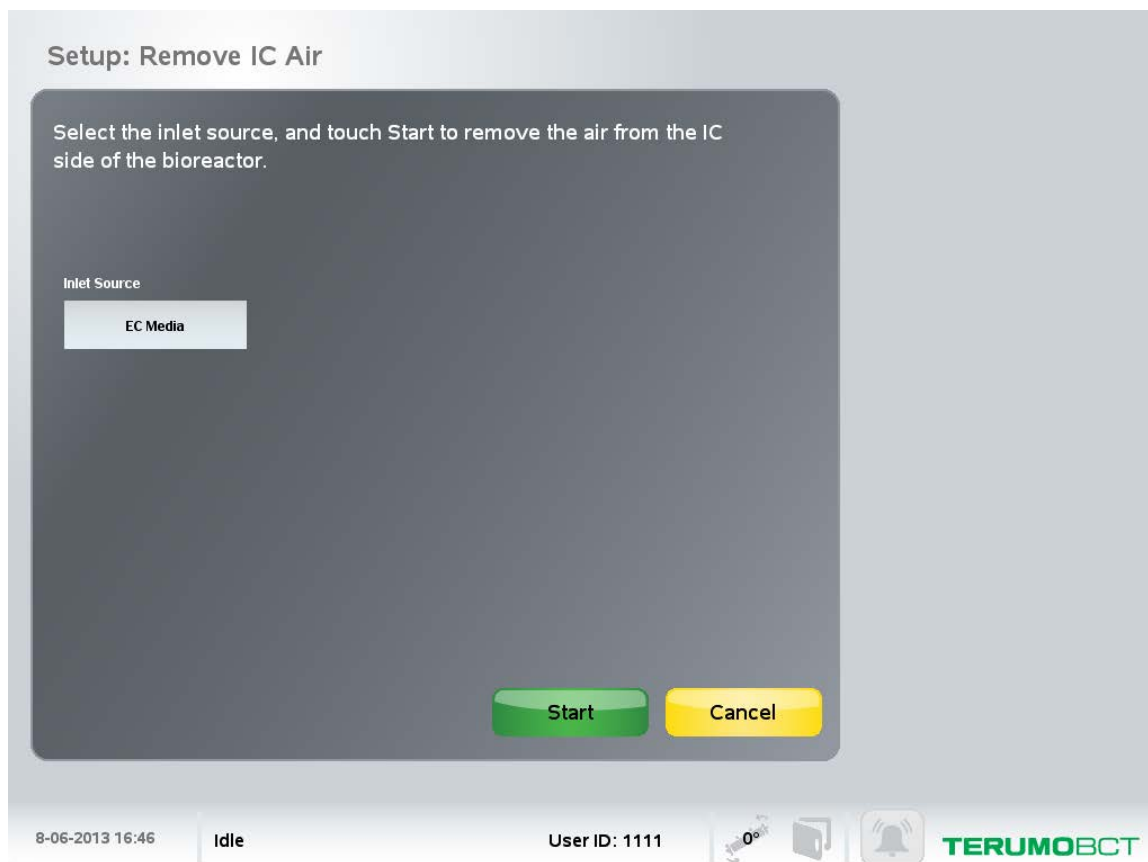 Setup: Remove IC Air
Select the inlet source, and touch Start to remove the air from the IC
side of the bioreactor.
Inlet Source
EC Media
Start
Cancel
8-06-2013 16:46
Idle
User ID: 1111
0°
TERUMOBCT